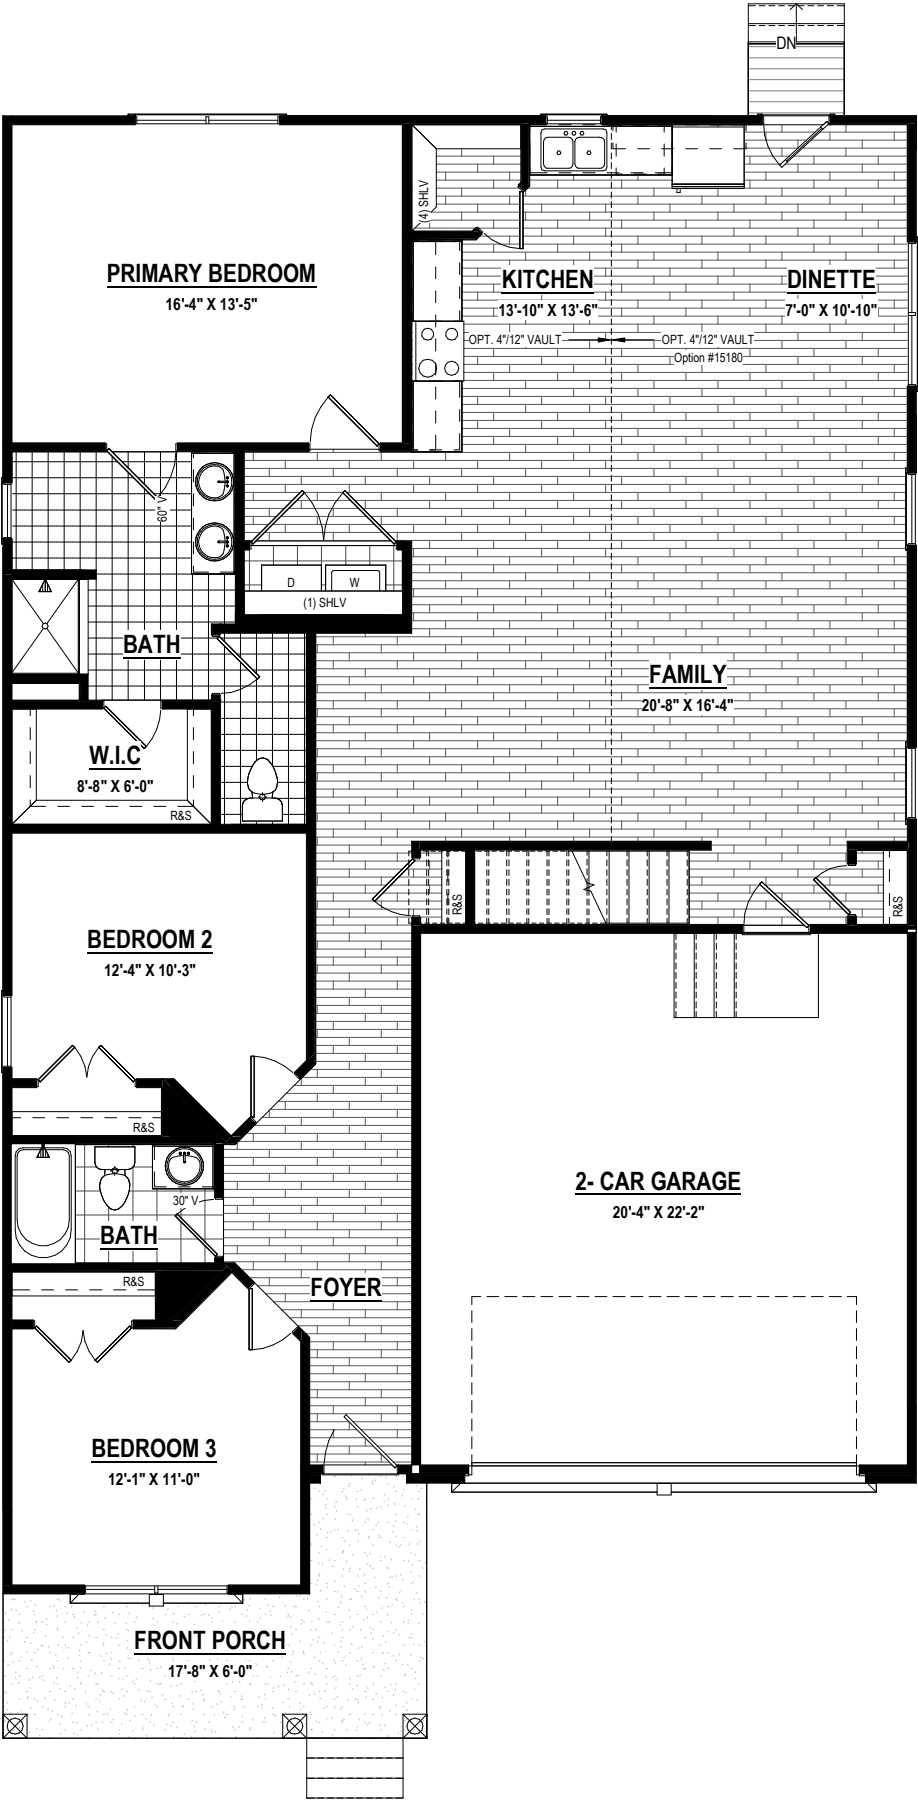 DN
(4) SHLV
PRIMARY BEDROOM
16'-4" X 13'-5"
KITCHEN
13'-10" X 13'-6"
DINETTE
7'-0" X 10'-10"
OPT. 4"/12" VAULT
OPT. 4"/12" VAULT
Option #15180
60" V
D
W
(1) SHLV
BATH
FAMILY
20'-8" X 16'-4"
W.I.C
8'-8" X 6'-0"
R&S
R&S
R&S
BEDROOM 2
12'-4" X 10'-3"
R&S
2- CAR GARAGE
20'-4" X 22'-2"
30" V
BATH
R&S
FOYER
BEDROOM 3
12'-1" X 11'-0"
FRONT PORCH
17'-8" X 6'-0"